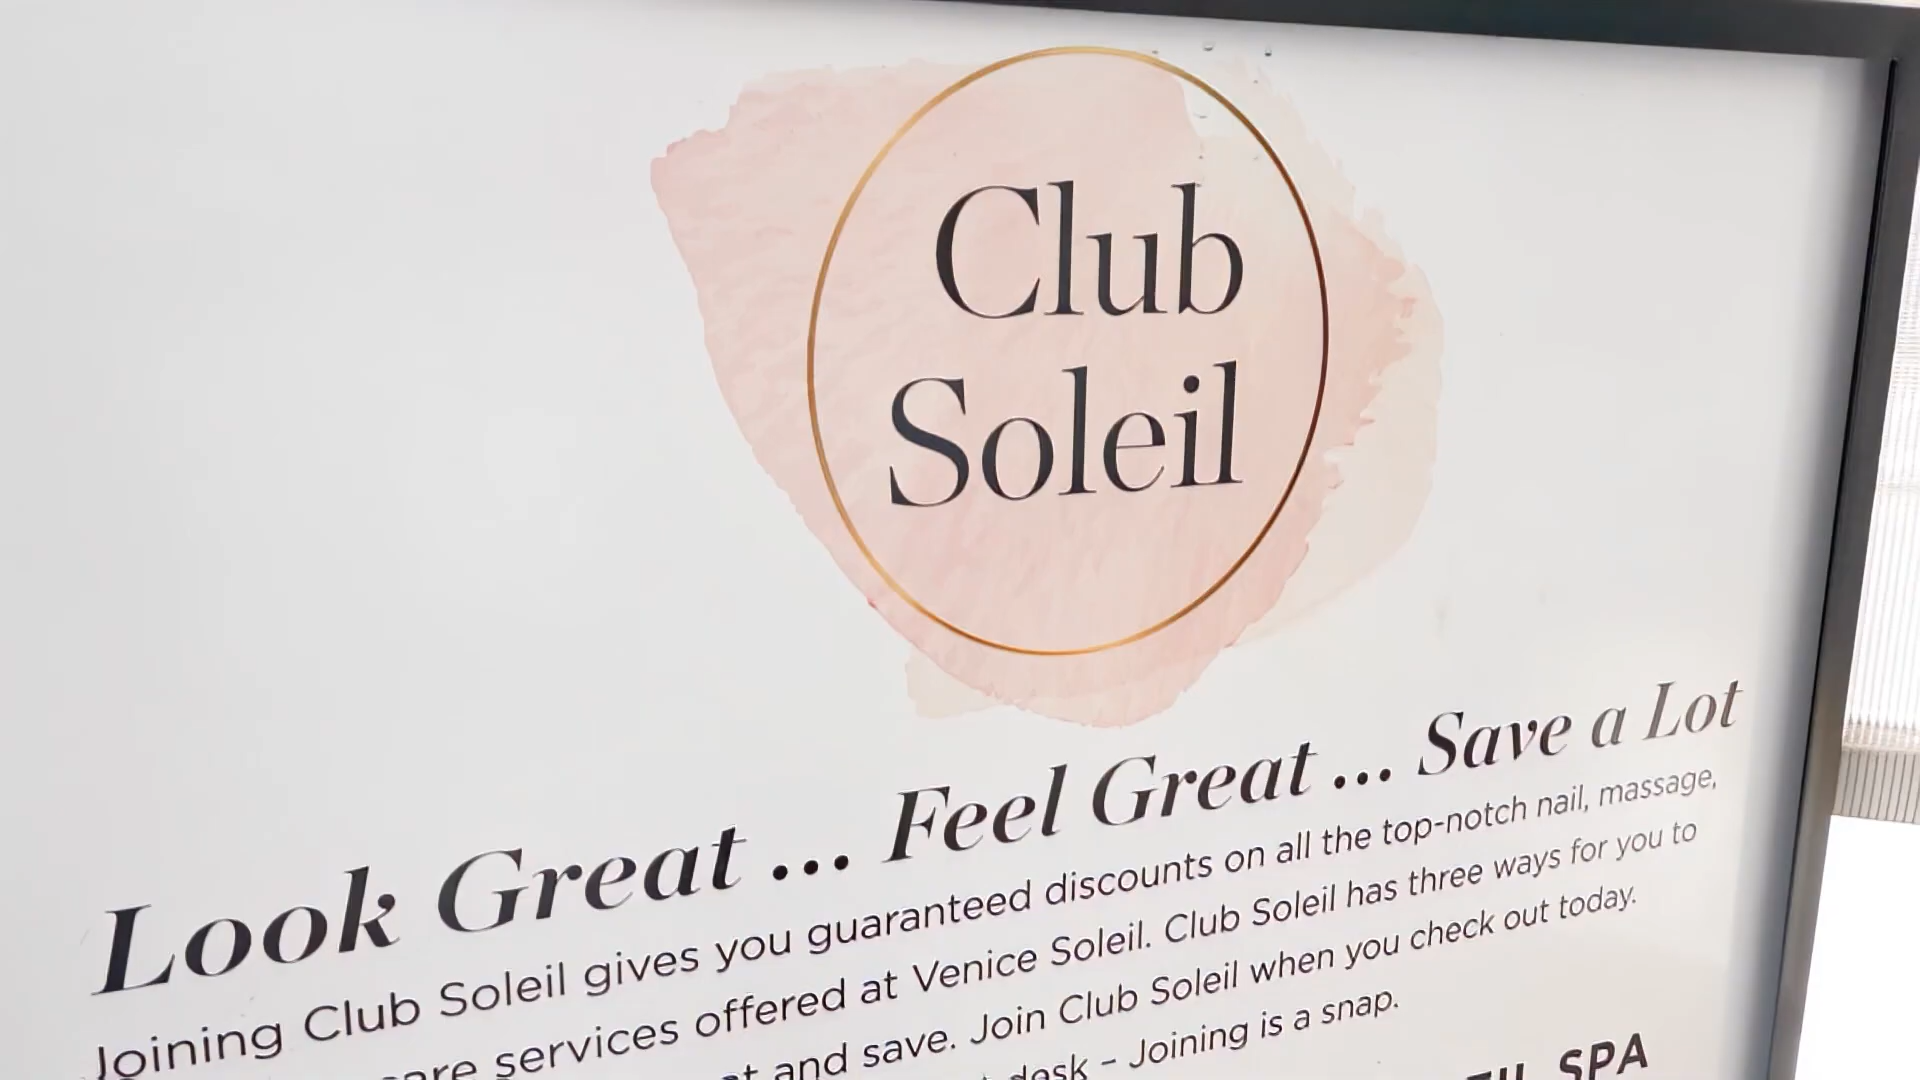 Club
Soleil
Look Great ... Feel Great ... Save a Lot
Joining Club Soleil gives you guaranteed discounts on all the top-notch nail, massage,
services offered at Venice Soleil. Club Soleil has three ways for you to
and save. Join Club Soleil when you check out today.
desk – Joining is a snap.
SPA